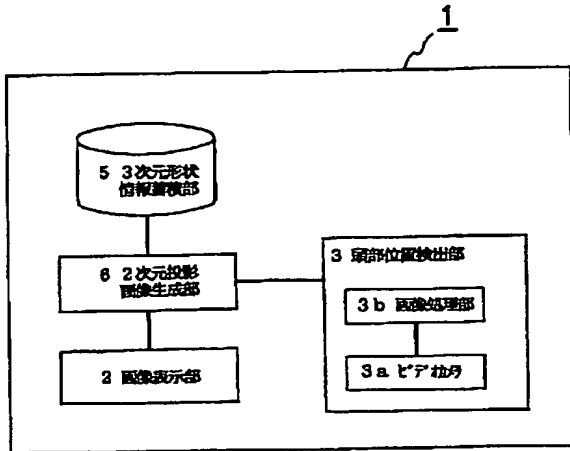 1
5 3次元形状
情報蓄積部
6 2次元投影
画像生成部
3 頭部位置検出部
3b 画像処理部
2 画像表示部
3a ビデオカメラ